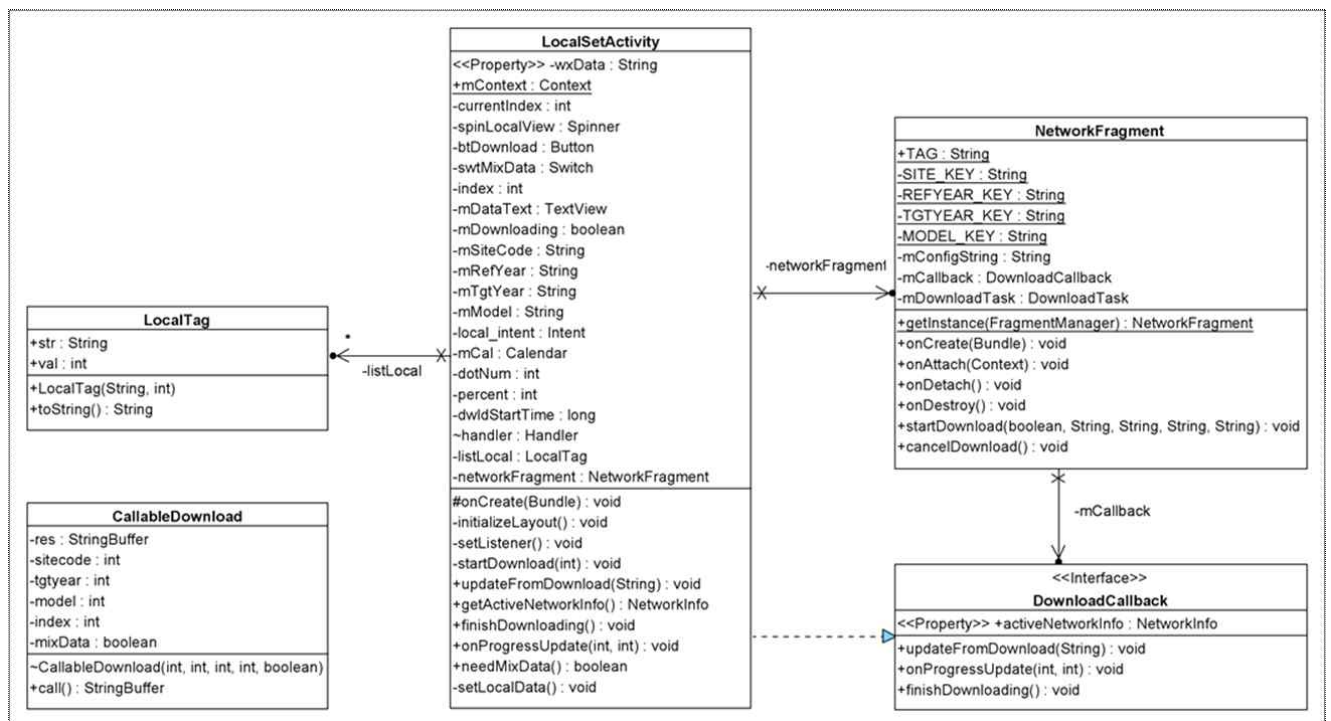 LocalSetActivity
<<Property>> -wxData : String
+mContext : Context
-currentIndex : int
-spinLocalView : Spinner
-btDownload : Button
-swtMixData : Switch
-index : int
-mDataText : TextView
-mDownloading : boolean
-mSiteCode : String
-mRefYear : String
-mTgtYear : String
-mModel : String
-local_intent : Intent
-mCal : Calendar
-dotNum : int
-percent : int
-dwldStartTime : long
~handler : Handler
-listLocal : LocalTag
-networkFragment : NetworkFragment
#onCreate(Bundle) : void
-initializeLayout() : void
-setListener() : void
-startDownload(int) : void
+updateFromDownload(String) : void
+getActiveNetworkInfo() : NetworkInfo
+finishDownloading() : void
+onProgressUpdate(int, int) : void
+needMixData() : boolean
-setLocalData() : void
LocalTag
+str : String
+val : int
+LocalTag(String, int)
+toString() : String
*
-listLocal
CallableDownload
-res : StringBuffer
-sitecode : int
-tgtyear : int
-model : int
-index : int
-mixData : boolean
~CallableDownload(int, int, int, int, boolean)
+call() : StringBuffer
-networkFragment
NetworkFragment
+TAG : String
-SITE_KEY : String
-REFYEAR_KEY : String
-TGTYEAR_KEY : String
-MODEL_KEY : String
-mConfigString : String
-mCallback : DownloadCallback
-mDownloadTask : DownloadTask
+getInstance(FragmentManager) : NetworkFragment
+onCreate(Bundle) : void
+onAttach(Context) : void
+onDetach() : void
+onDestroy() : void
+startDownload(boolean, String, String, String, String) : void
+cancelDownload() : void
-mCallback
<<Interface>>
DownloadCallback
<<Property>> +activeNetworkInfo : NetworkInfo
+updateFromDownload(String) : void
+onProgressUpdate(int, int) : void
+finishDownloading() : void